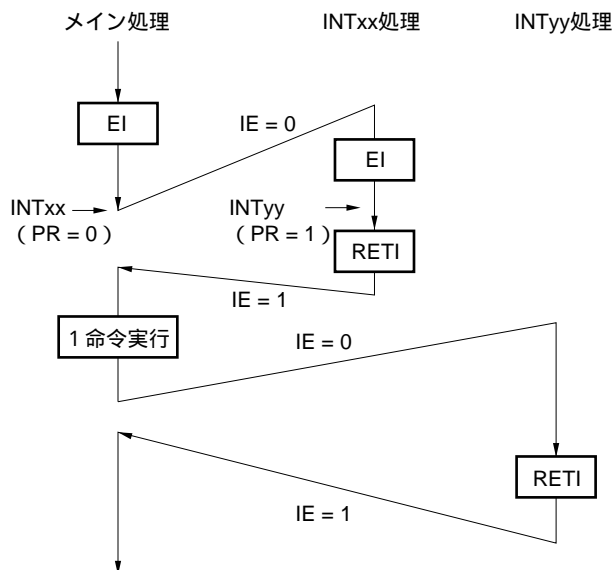 メイン処理
INTxx処理
INTyy処理
EI
IE = 0
EI
INTxx
（PR = 0）
INTyy
（PR = 1）
RETI
IE = 1
1 命令実行
IE = 0
RETI
IE = 1